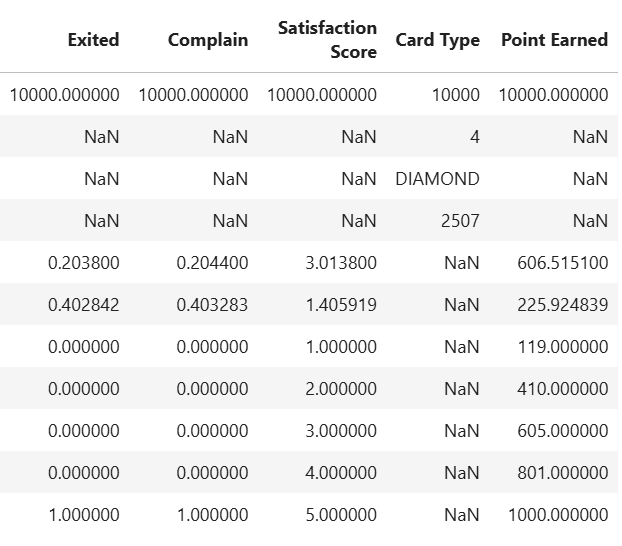 Exited Complain Satisfaction Score Card Type Point Earned
10000.000000 10000.000000 10000.000000 10000 10000.000000
NaN NaN NaN 4 NaN
NaN NaN NaN DIAMOND NaN
NaN NaN NaN 2507 NaN
0.203800 0.204400 3.013800 NaN 606.515100
0.402842 0.403283 1.405919 NaN 225.924839
0.000000 0.000000 1.000000 NaN 119.000000
0.000000 0.000000 2.000000 NaN 410.000000
0.000000 0.000000 3.000000 NaN 605.000000
0.000000 0.000000 4.000000 NaN 801.000000
1.000000 1.000000 5.000000 NaN 1000.000000